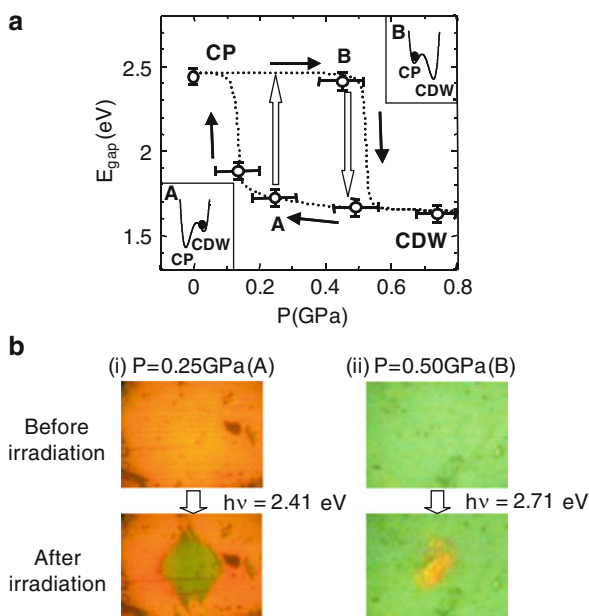 a
CP
B
B
CP
CDW
2.5
2
1.5
E_gap(eV)
A
CP
CDW
A
CDW
0
0.2
0.4
0.6
0.8
P(GPa)
b
(i) P=0.25GPa(A)
(ii) P=0.50GPa(B)
Before
irradiation
hν = 2.41 eV
hν = 2.71 eV
After
irradiation